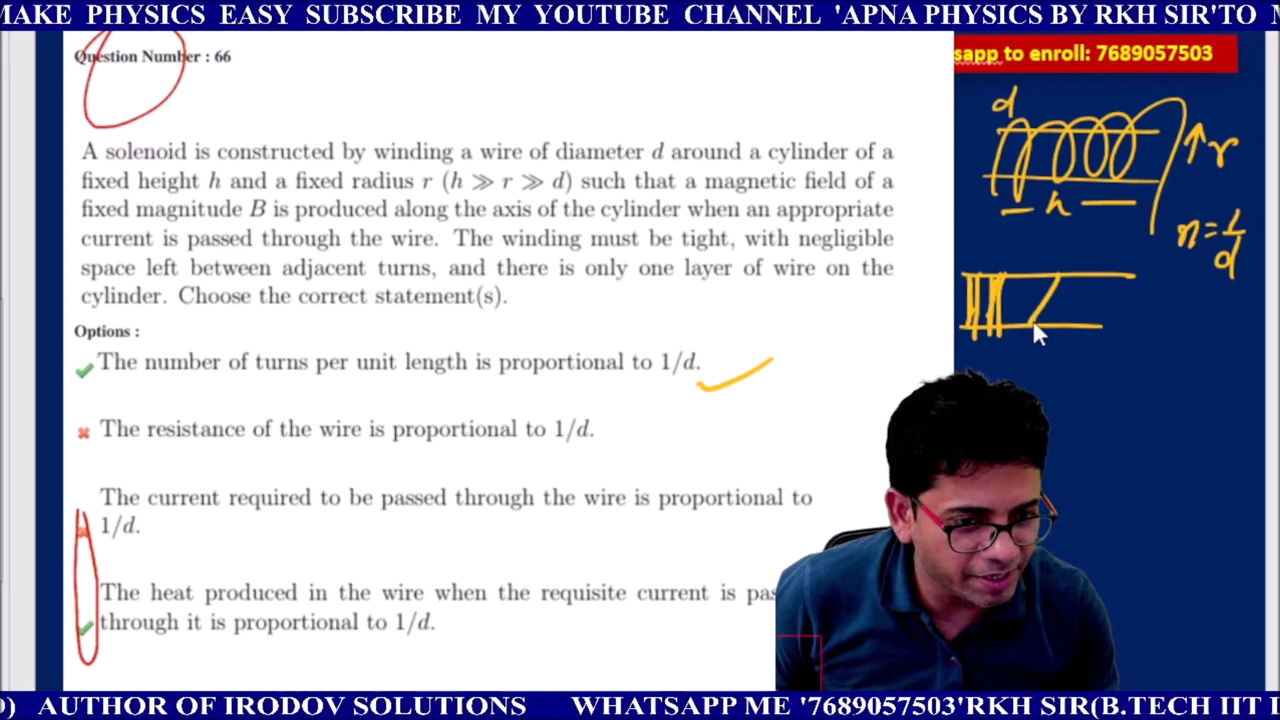 MAKE PHYSICS EASY SUBSCRIBE MY YOUTUBE CHANNEL 'APNA PHYSICS BY RKH SIR'TO
Question Number : 66
sapp to enroll: 7689057503
A solenoid is constructed by winding a wire of diameter d around a cylinder of a
fixed height h and a fixed radius r (h ≫ r ≫ d) such that a magnetic field of a
fixed magnitude B is produced along the axis of the cylinder when an appropriate
current is passed through the wire. The winding must be tight, with negligible
space left between adjacent turns, and there is only one layer of wire on the
cylinder. Choose the correct statement(s).
Options :
The number of turns per unit length is proportional to 1/d.
The resistance of the wire is proportional to 1/d.
The current required to be passed through the wire is proportional to
1/d.
The heat produced in the wire when the requisite current is pas
through it is proportional to 1/d.
d
r
h
n = 1/d
AUTHOR OF IRODOV SOLUTIONS WHATSAPP ME '7689057503'RKH SIR(B.TECH IIT